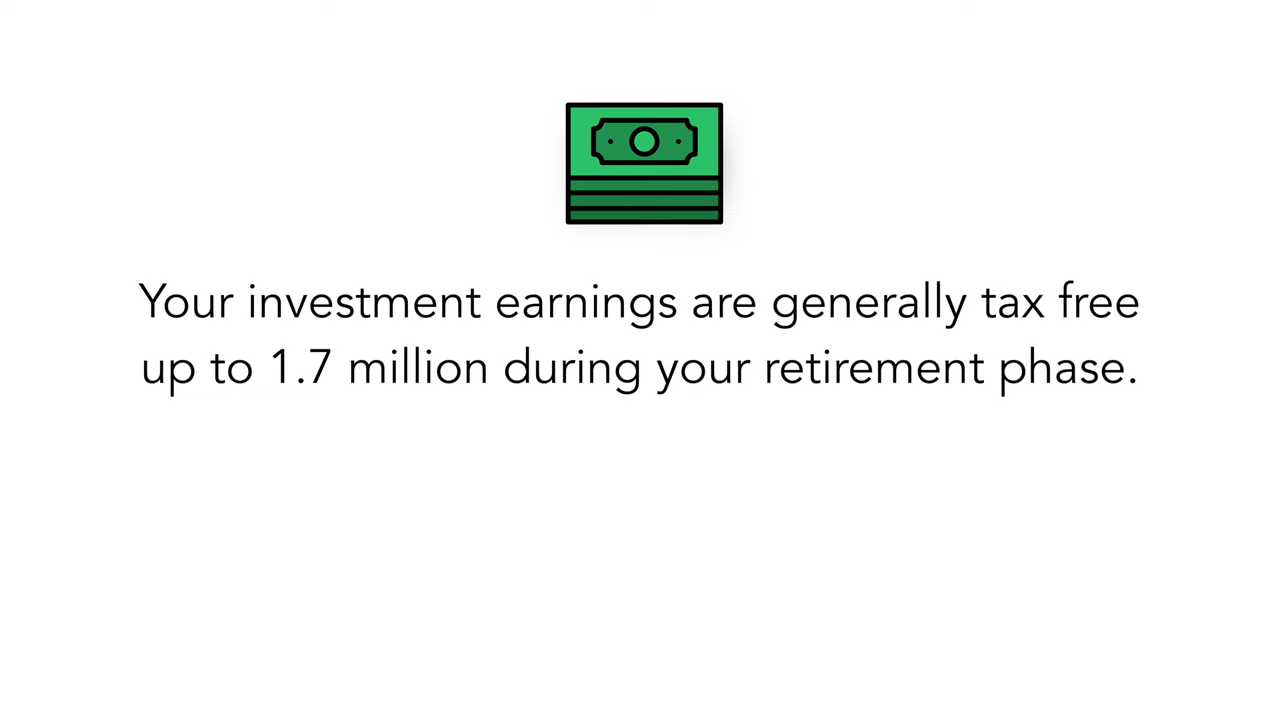 Your investment earnings are generally tax free
up to 1.7 million during your retirement phase.